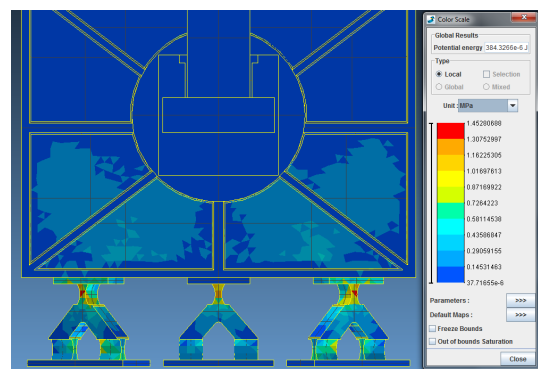 Color Scale
Global Results
Potential energy 384.3266e-6 J
Type
Local
Selection
Global
Mixed
Unit : MPa
1.45280688
1.30752997
1.16225305
1.01697613
0.87169922
0.7264223
0.58114538
0.43586847
0.29059155
0.14531463
37.71655e-6
Parameters :
>>>
Default Maps :
>>>
Freeze Bounds
Out of bounds Saturation
Close